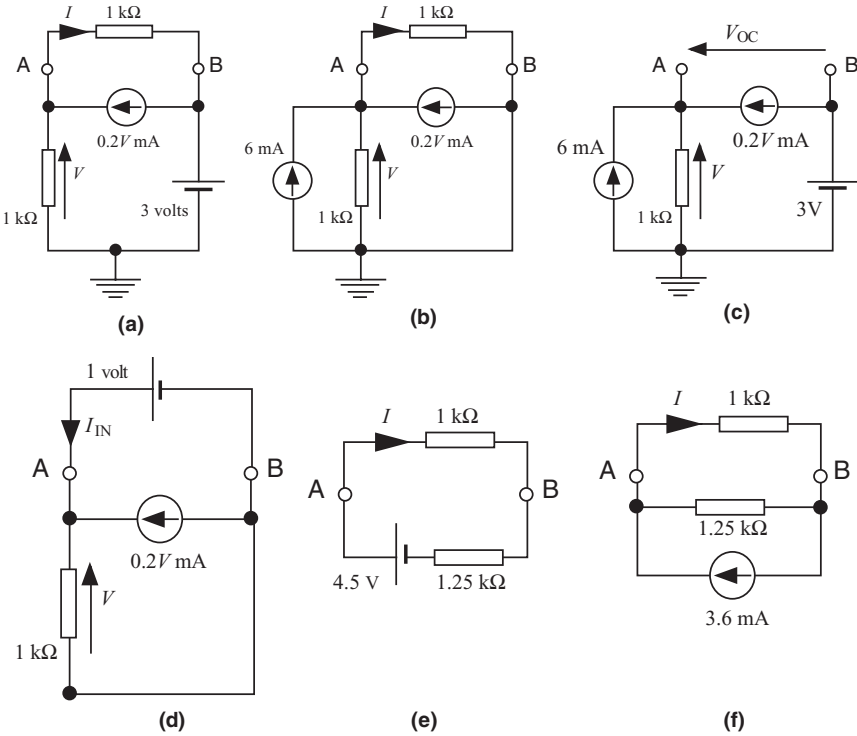 I 1 kΩ
A B
0.2V mA
V
1 kΩ
3 volts
(a)
I 1 kΩ
A B
6 mA 0.2V mA
V
1 kΩ
(b)
V_OC
A B
6 mA 0.2V mA
V
1 kΩ 3V
(c)
1 volt
I_IN
A B
0.2V mA
V
1 kΩ
(d)
I 1 kΩ
A B
4.5 V 1.25 kΩ
(e)
I 1 kΩ
A B
1.25 kΩ
3.6 mA
(f)